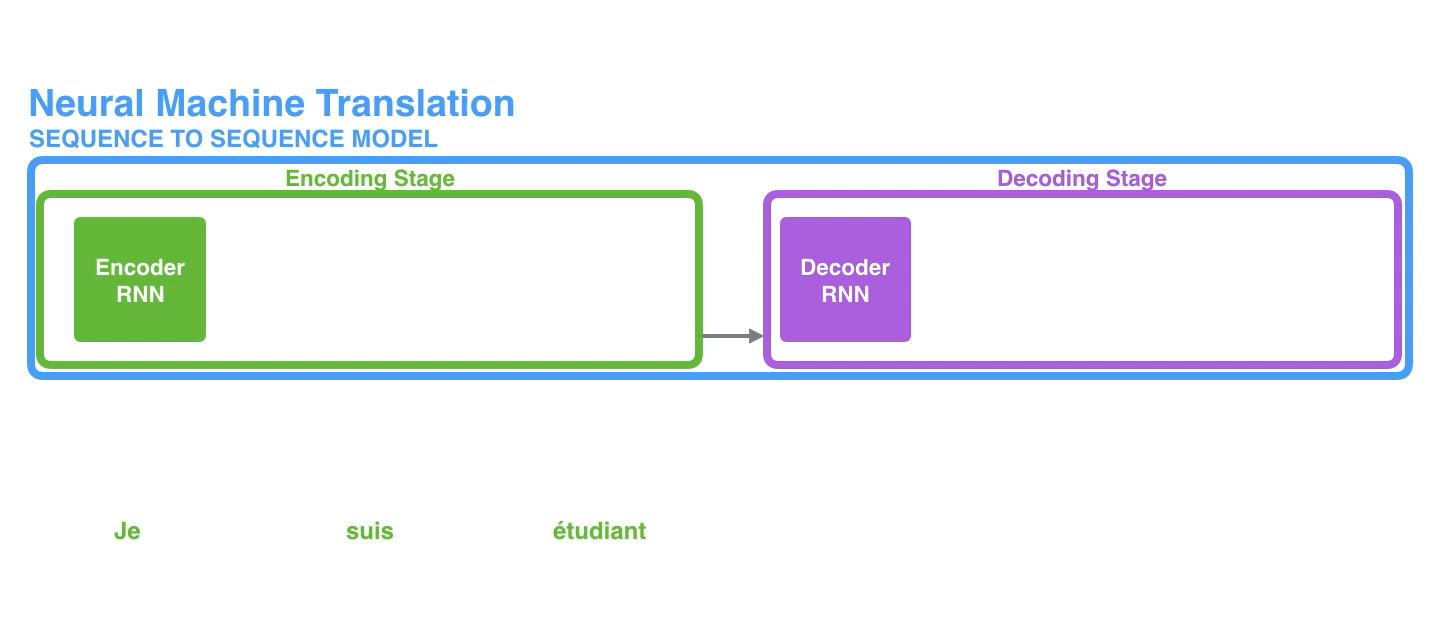 Neural Machine Translation
SEQUENCE TO SEQUENCE MODEL
Encoding Stage
Decoding Stage
Encoder
RNN
Decoder
RNN
Je suis étudiant